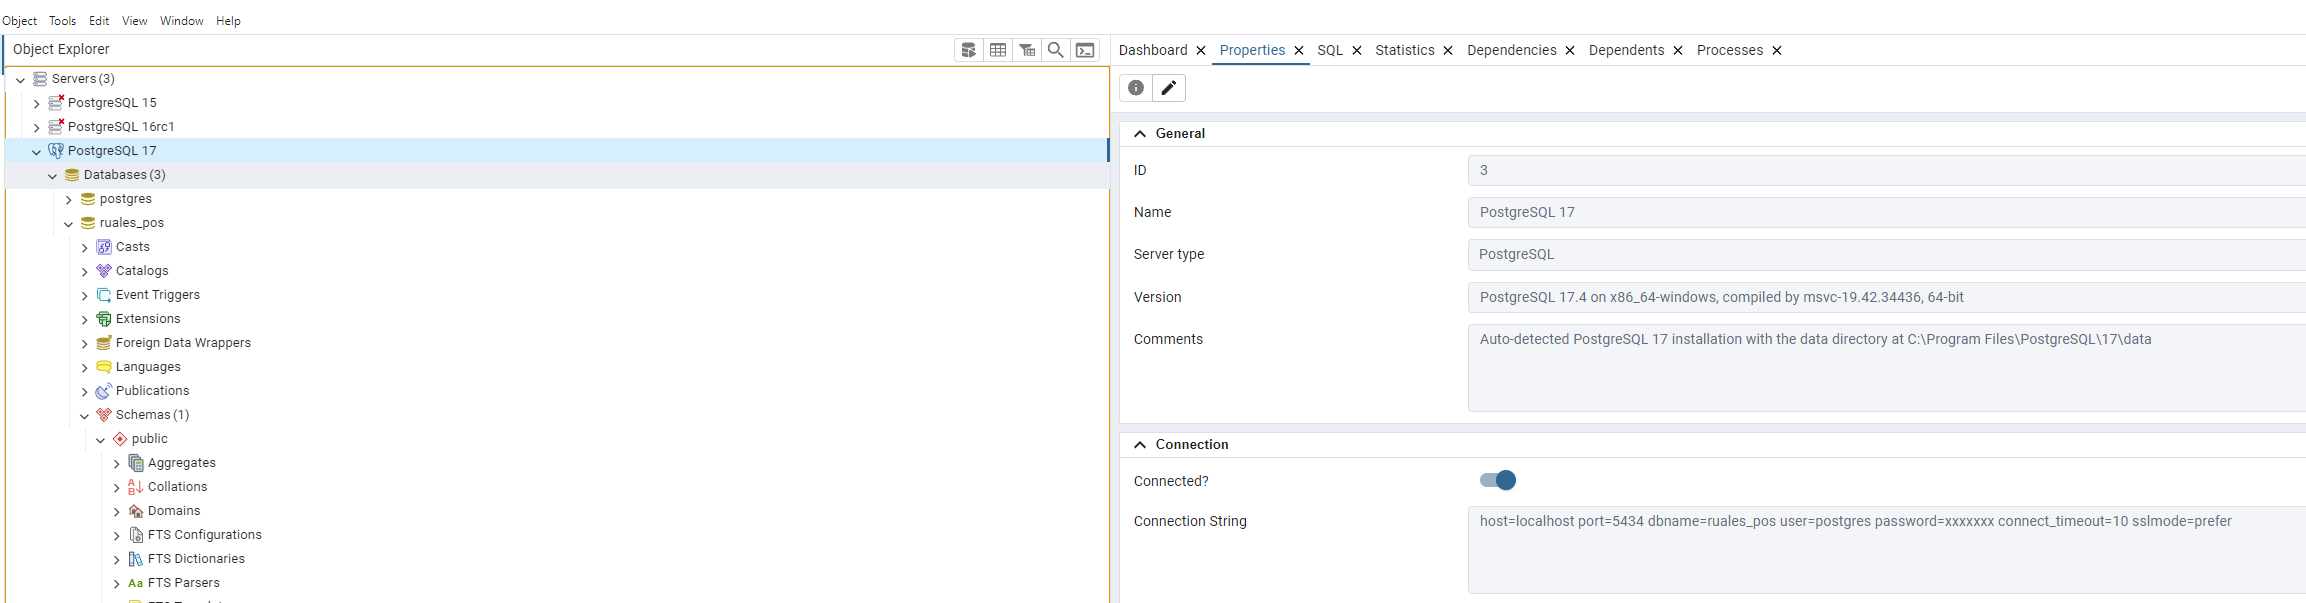 Object Tools Edit View Window Help
Object Explorer
Servers (3)
PostgreSQL 15
PostgreSQL 16rc1
PostgreSQL 17
Databases (3)
postgres
ruales_pos
Casts
Catalogs
Event Triggers
Extensions
Foreign Data Wrappers
Languages
Publications
Schemas (1)
public
Aggregates
Collations
Domains
FTS Configurations
FTS Dictionaries
Aa FTS Parsers
Dashboard Properties SQL Statistics Dependencies Dependents Processes
General
ID 3
Name PostgreSQL 17
Server type PostgreSQL
Version PostgreSQL 17.4 on x86_64-windows, compiled by msvc-19.42.34436, 64-bit
Comments Auto-detected PostgreSQL 17 installation with the data directory at C:\Program Files\PostgreSQL\17\data
Connection
Connected?
Connection String host=localhost port=5434 dbname=ruales_pos user=postgres password=xxxxxxx connect_timeout=10 sslmode=prefer